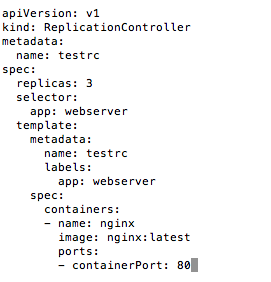 apiVersion: v1
kind: ReplicationController
metadata:
  name: testrc
spec:
  replicas: 3
  selector:
    app: webserver
  template:
    metadata:
      name: testrc
      labels:
        app: webserver
    spec:
      containers:
      - name: nginx
        image: nginx:latest
        ports:
        - containerPort: 80